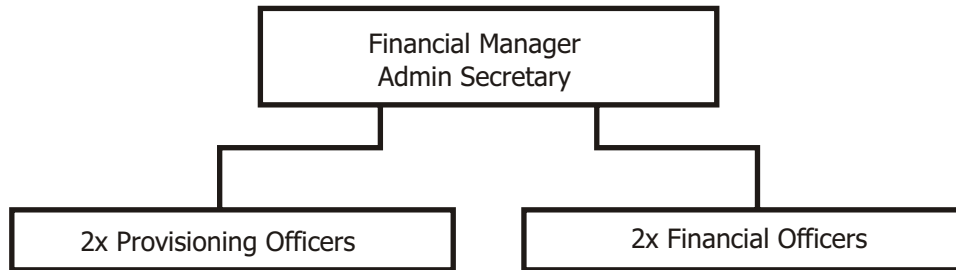 Financial Manager
Admin Secretary
2x Provisioning Officers
2x Financial Officers